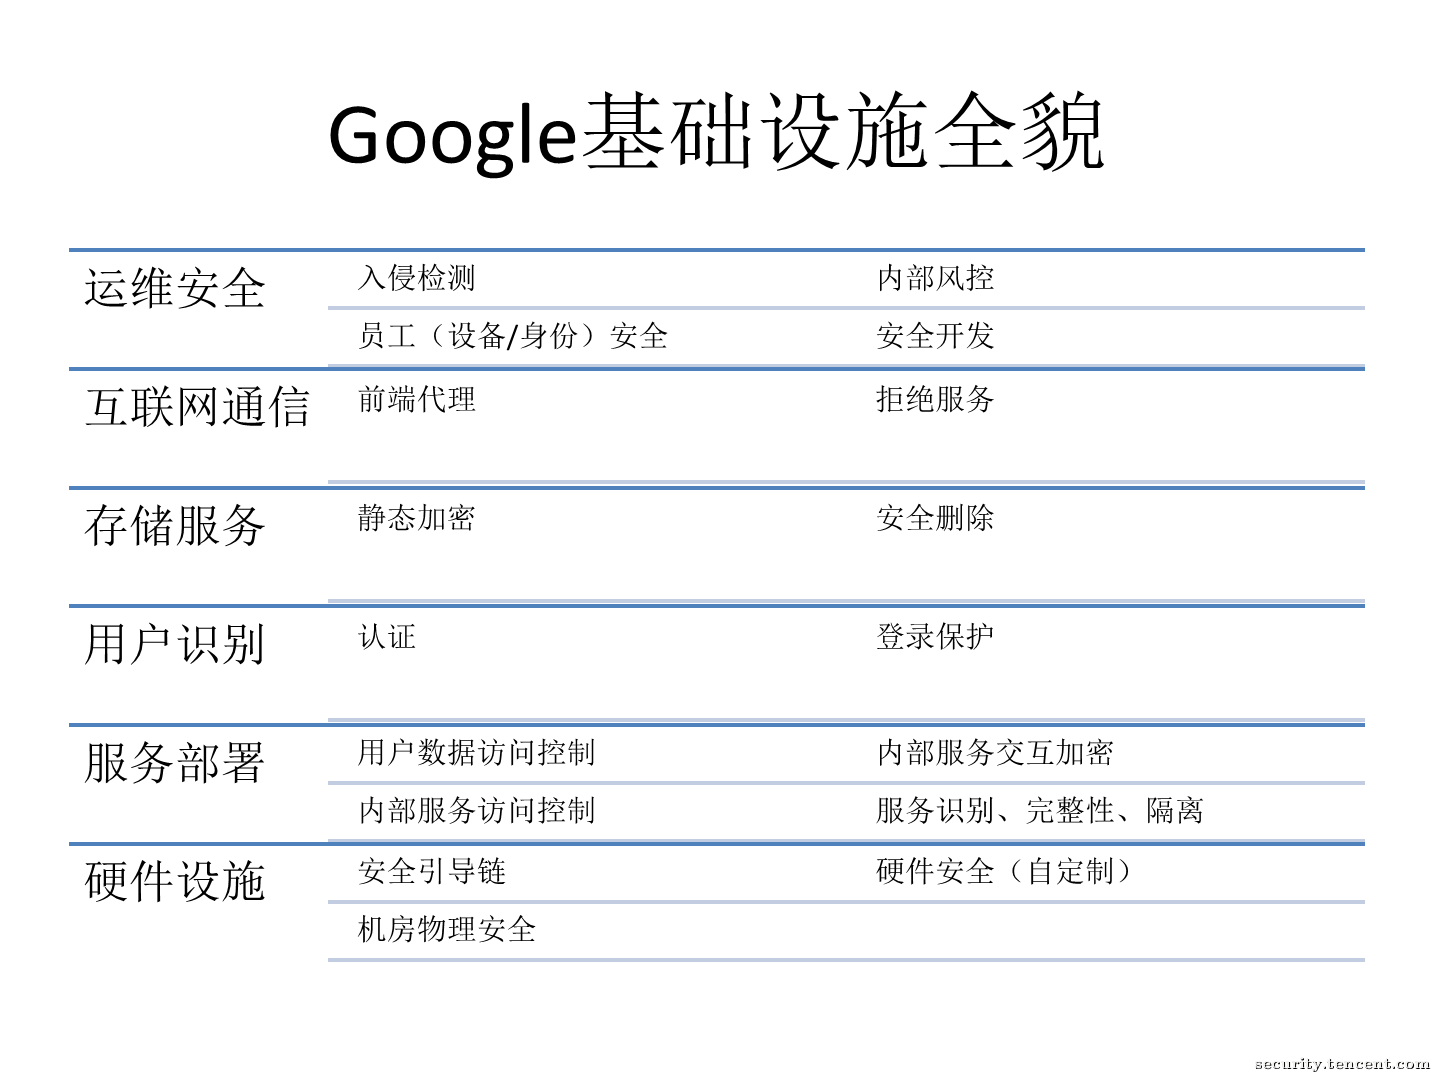 Google基础设施全貌
运维安全
入侵检测
内部风控
员工（设备/身份）安全
安全开发
互联网通信
前端代理
拒绝服务
存储服务
静态加密
安全删除
用户识别
认证
登录保护
服务部署
用户数据访问控制
内部服务交互加密
内部服务访问控制
服务识别、完整性、隔离
硬件设施
安全引导链
硬件安全（自定制）
机房物理安全
security.tencent.com